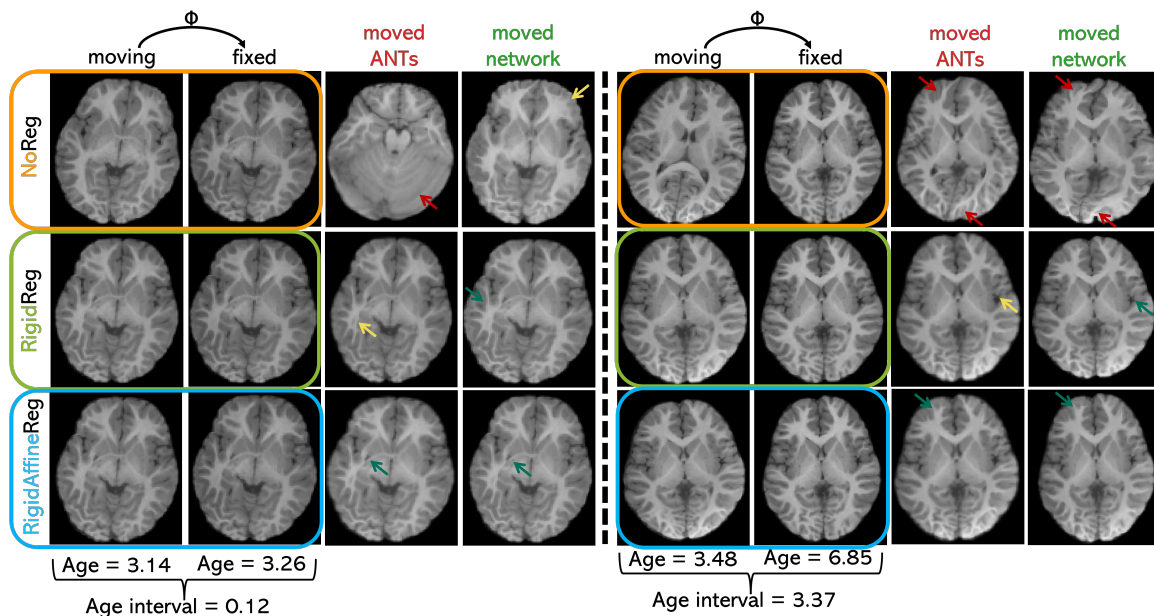 Φ
moving
fixed
moved
ANTs
moved
network
Φ
moving
fixed
moved
ANTs
moved
network
NoReg
RigidReg
RigidAffineReg
Age = 3.14
Age = 3.26
Age interval = 0.12
Age = 3.48
Age = 6.85
Age interval = 3.37